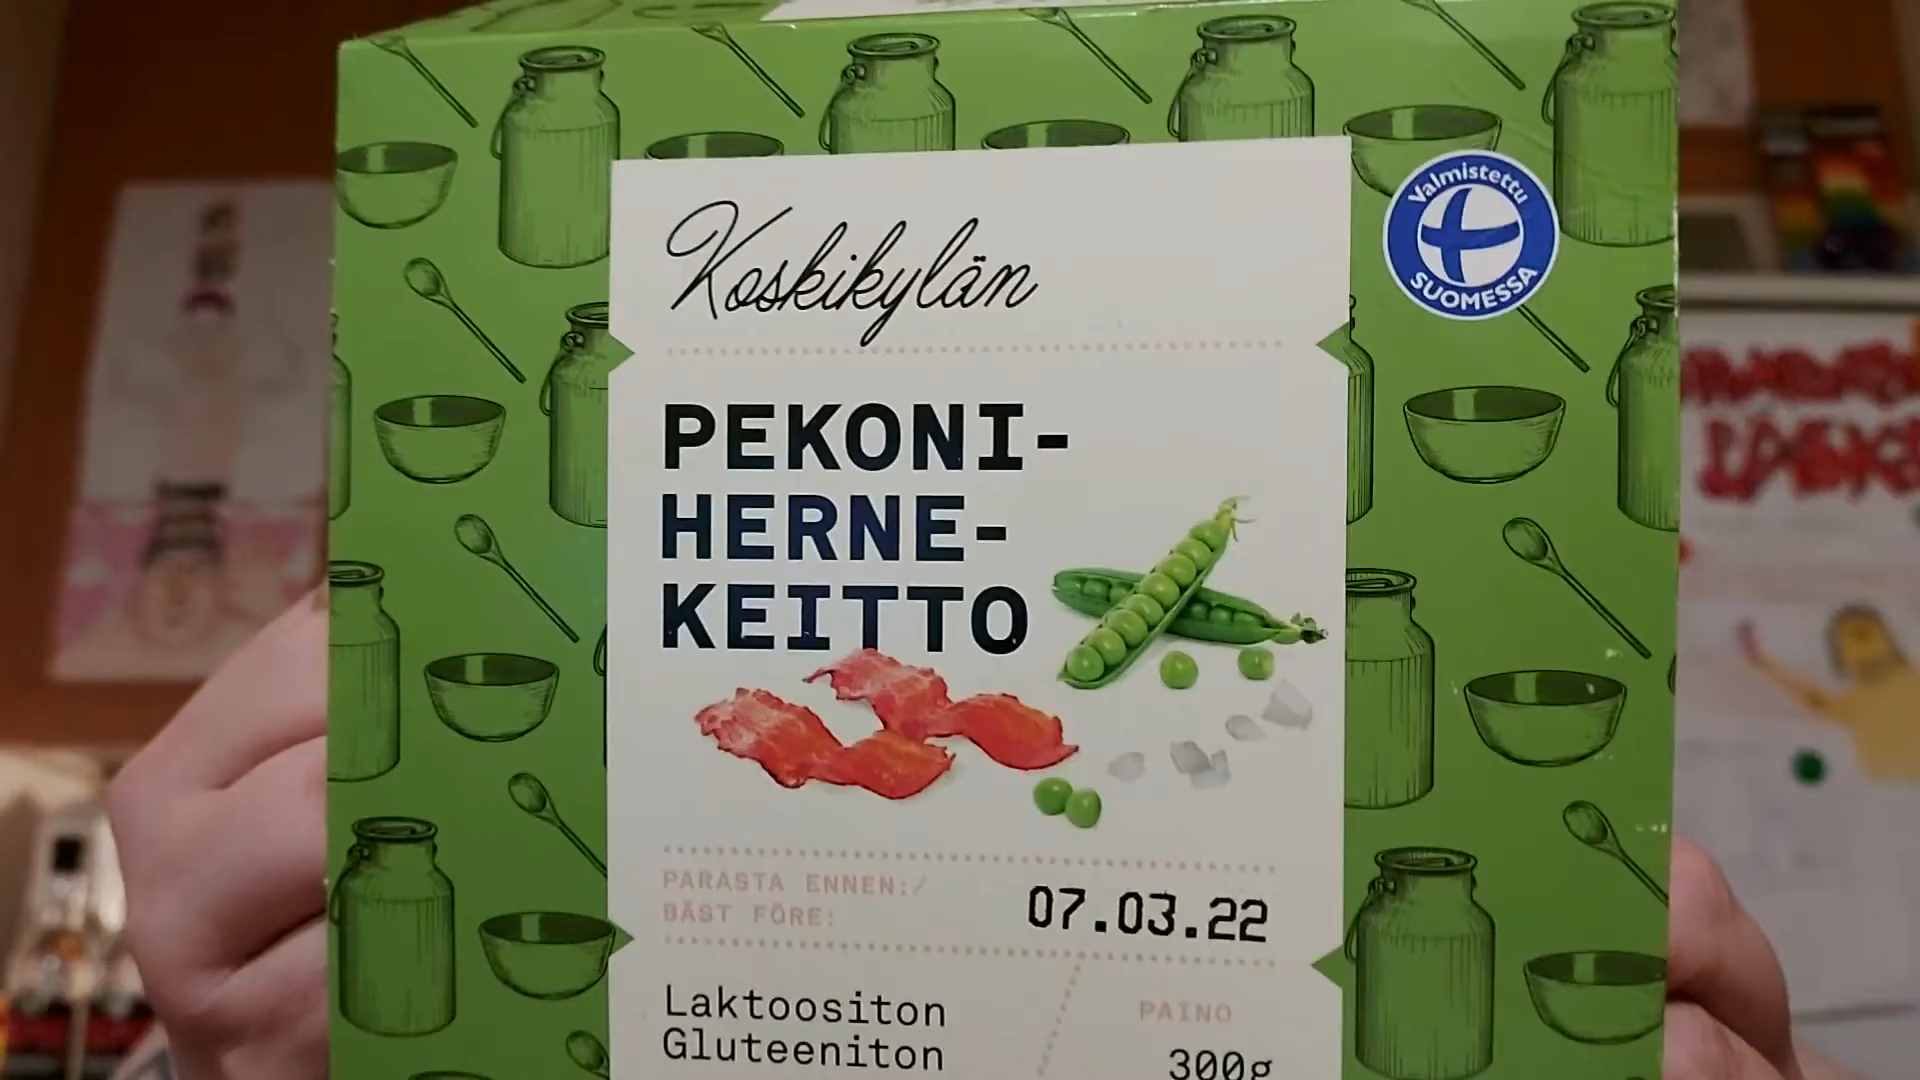 Koskikylän
Valmistettu
SUOMESSA
PEKONI-
HERNE-
KEITTO
PARASTA ENNEN:/
BÄST FÖRE:
07.03.22
Laktoositon
Gluteeniton
PAINO
300g